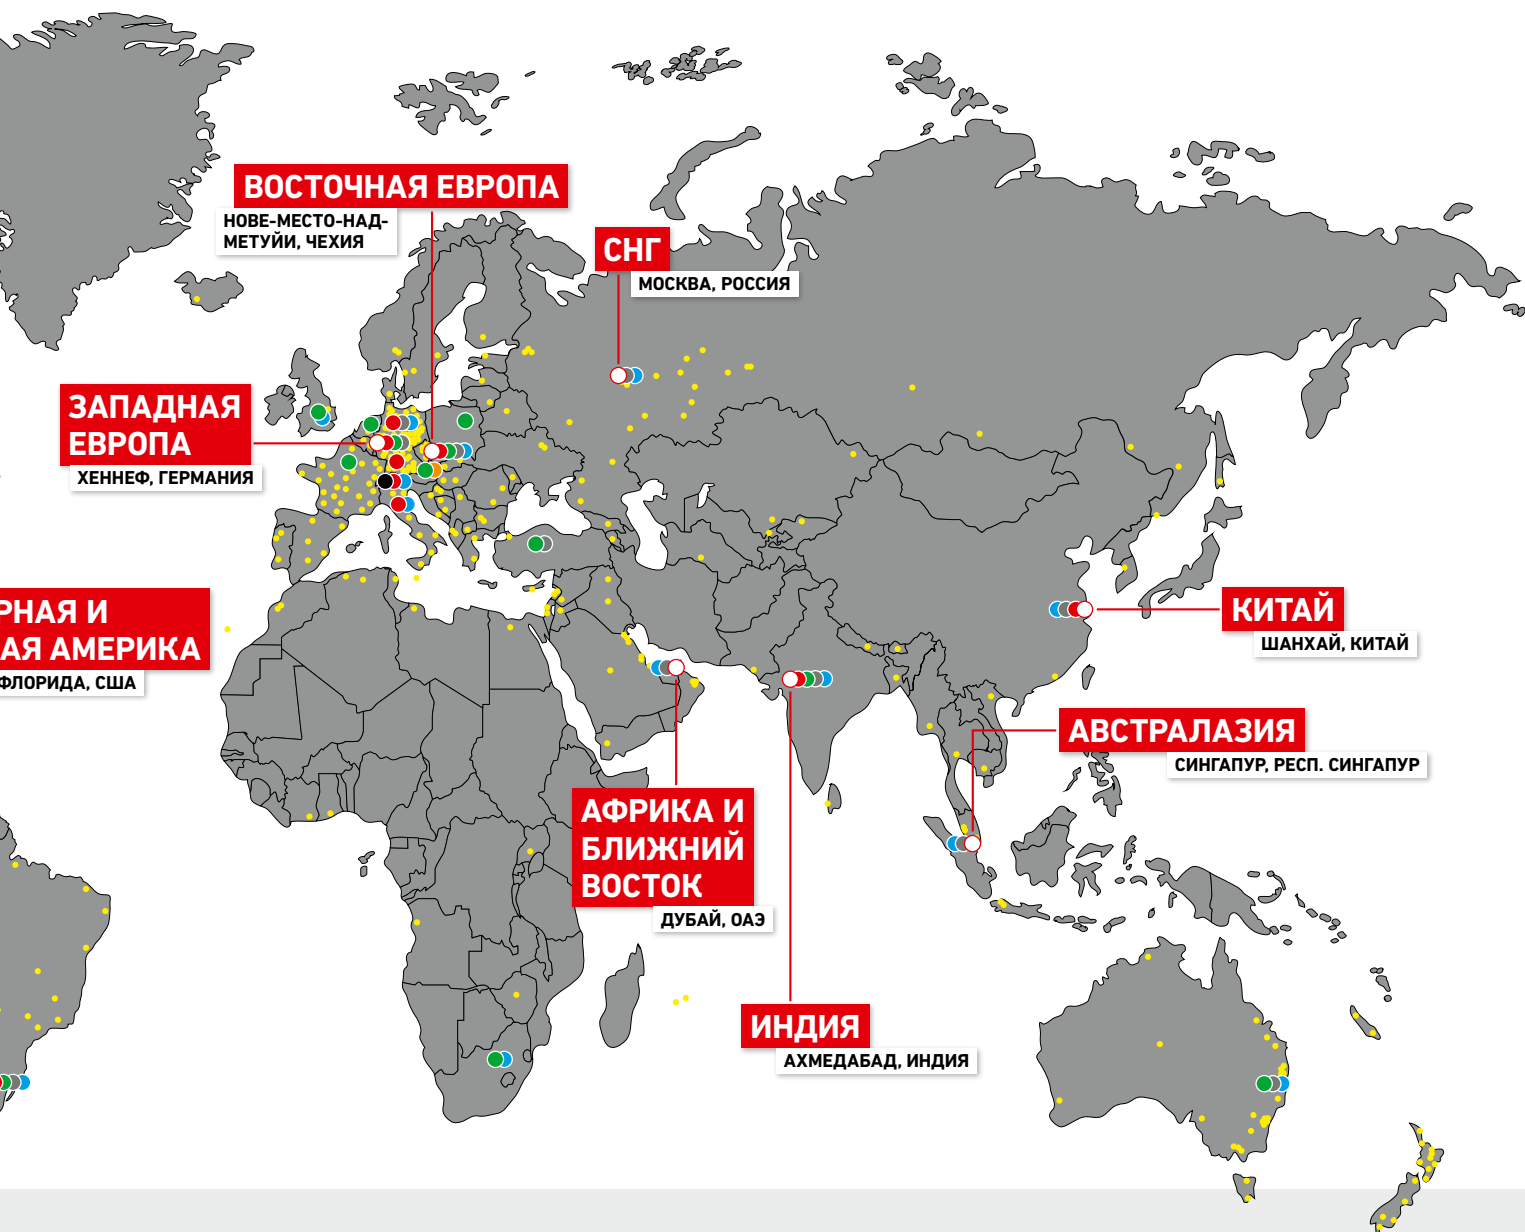 ВОСТОЧНАЯ ЕВРОПА
НОВЕ-МЕСТО-НАД-
МЕТУЙИ, ЧЕХИЯ
СНГ
МОСКВА, РОССИЯ
ЗАПАДНАЯ
ЕВРОПА
ХЕННЕФ, ГЕРМАНИЯ
РНАЯ И
АЯ АМЕРИКА
ФЛОРИДА, США
КИТАЙ
ШАНХАЙ, КИТАЙ
АВСТРАЛАЗИЯ
СИНГАПУР, РЕСП. СИНГАПУР
АФРИКА И
БЛИЖНИЙ
ВОСТОК
ДУБАЙ, ОАЭ
ИНДИЯ
АХМЕДАБАД, ИНДИЯ